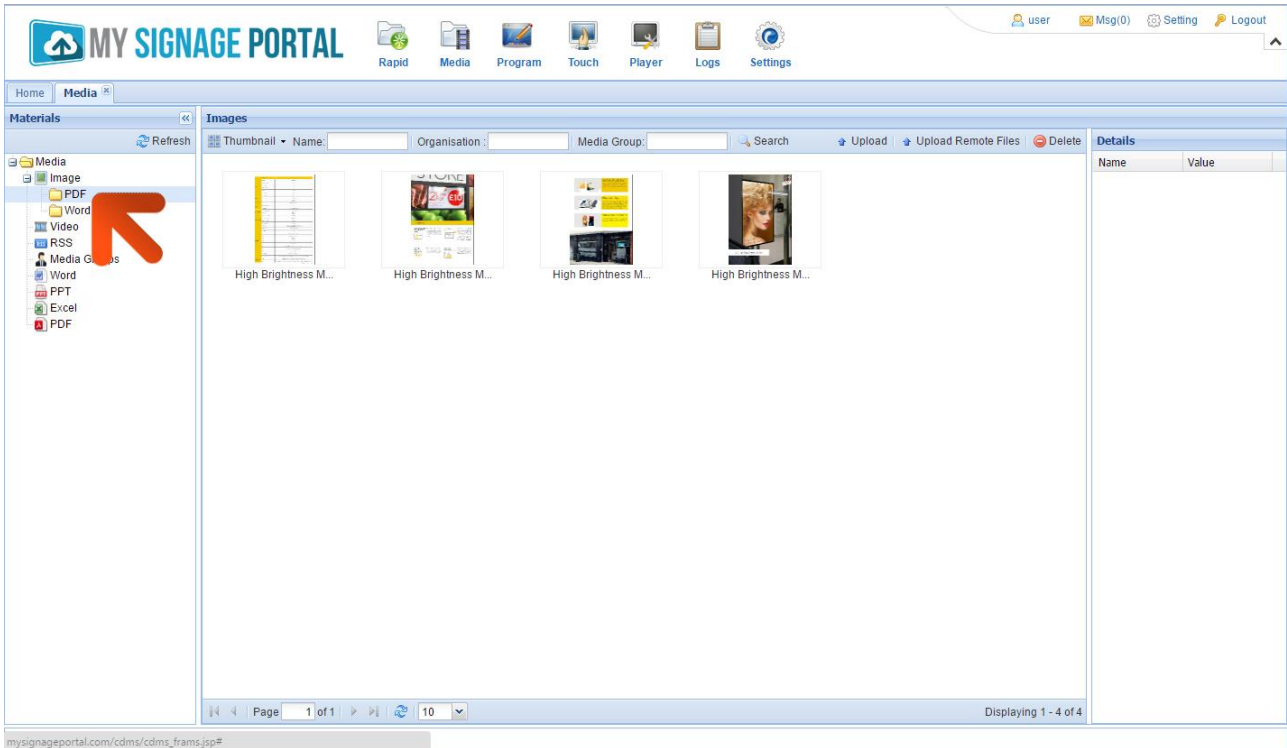 MY SIGNAGE PORTAL
Rapid Media Program Touch Player Logs Settings
user Msg(0) Setting Logout
Home Media
Materials
Refresh
Media
Image
PDF
Word
Video
RSS
Media G ps
Word
PPT
Excel
PDF
Images
Thumbnail Name: Organisation : Media Group: Search Upload Upload Remote Files Delete
STORE
High Brightness M... High Brightness M... High Brightness M... High Brightness M...
Details
Name Value
Page 1 of 1 10 Displaying 1 - 4 of 4
mysignageportal.com/cdms/cdms_frams.jsp#